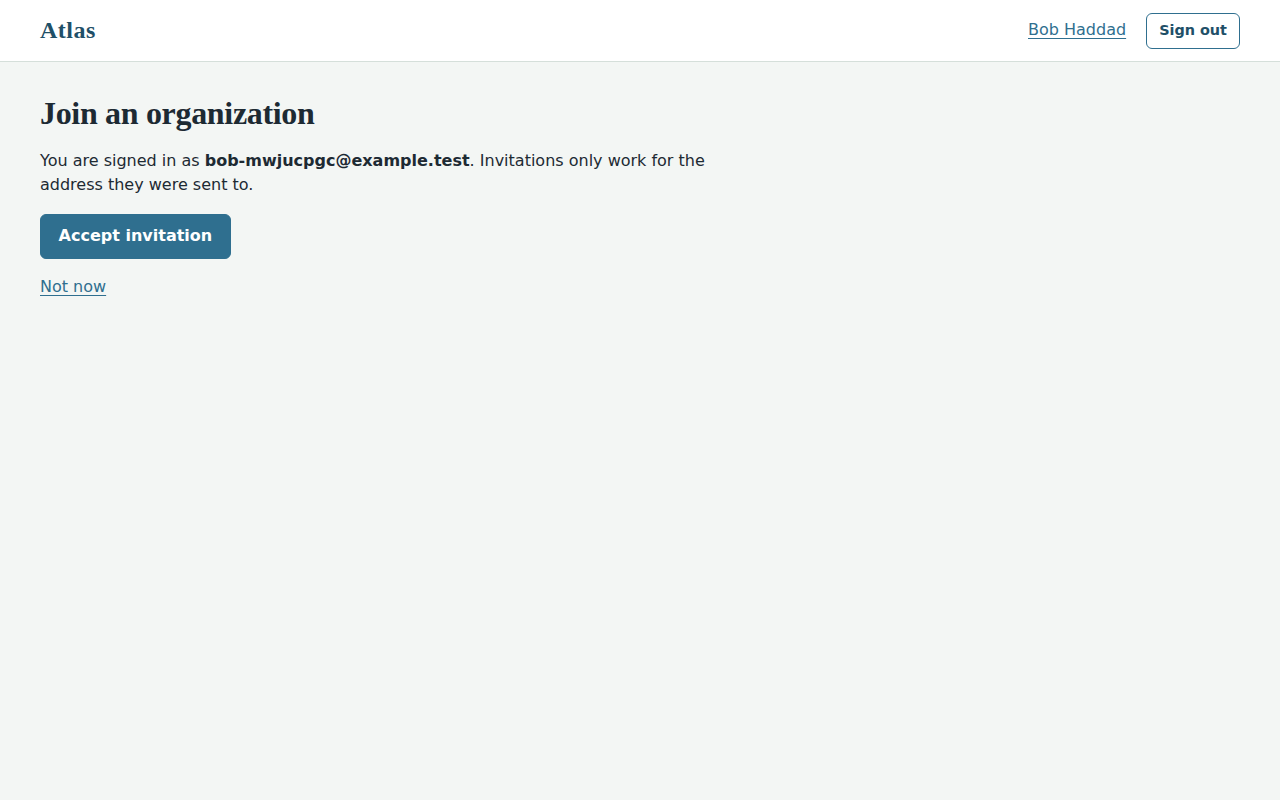 Atlas
Bob Haddad
Sign out
Join an organization
You are signed in as bob-mwjucpgc@example.test. Invitations only work for the
address they were sent to.
Accept invitation
Not now